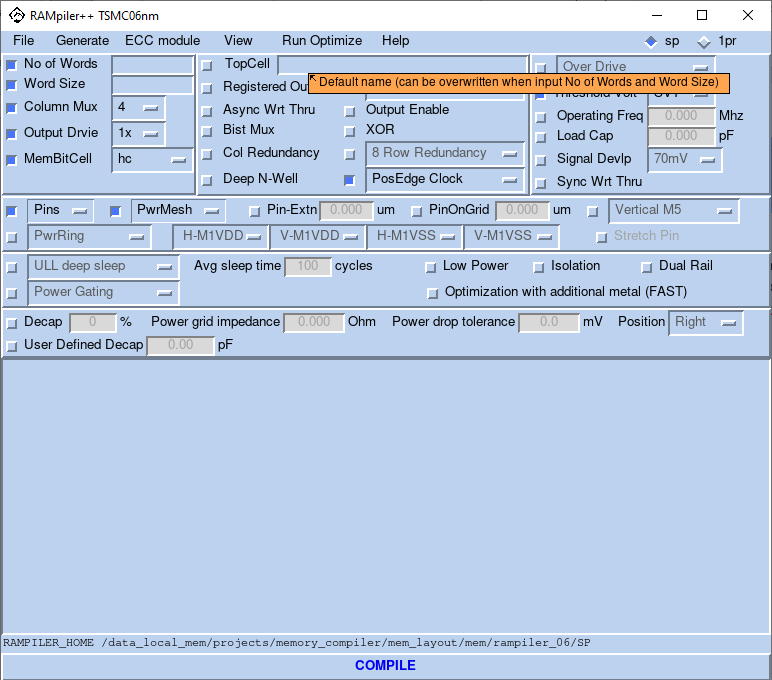 RAMpiler++ TSMC06nm
File Generate ECC module View Run Optimize Help sp 1pr
No of Words TopCell Over Drive
Default name (can be overwritten when input No of Words and Word Size)
Word Size Registered Ou
Column Mux 4 Async Wrt Thru Output Enable Operating Freq 0.000 Mhz
Output Drvie 1x Bist Mux XOR Load Cap 0.000 pF
MemBitCell hc Col Redundancy 8 Row Redundancy Signal Devlp 70mV
Deep N-Well PosEdge Clock Sync Wrt Thru
Pins PwrMesh Pin-Extn 0.000 um PinOnGrid 0.000 um Vertical M5
PwrRing H-M1VDD V-M1VDD H-M1VSS V-M1VSS Stretch Pin
ULL deep sleep Avg sleep time 100 cycles Low Power Isolation Dual Rail
Power Gating Optimization with additional metal (FAST)
Decap 0 % Power grid impedance 0.000 Ohm Power drop tolerance 0.0 mV Position Right
User Defined Decap 0.00 pF
RAMPILER_HOME /data_local_mem/projects/memory_compiler/mem_layout/mem/rampiler_06/SP
COMPILE